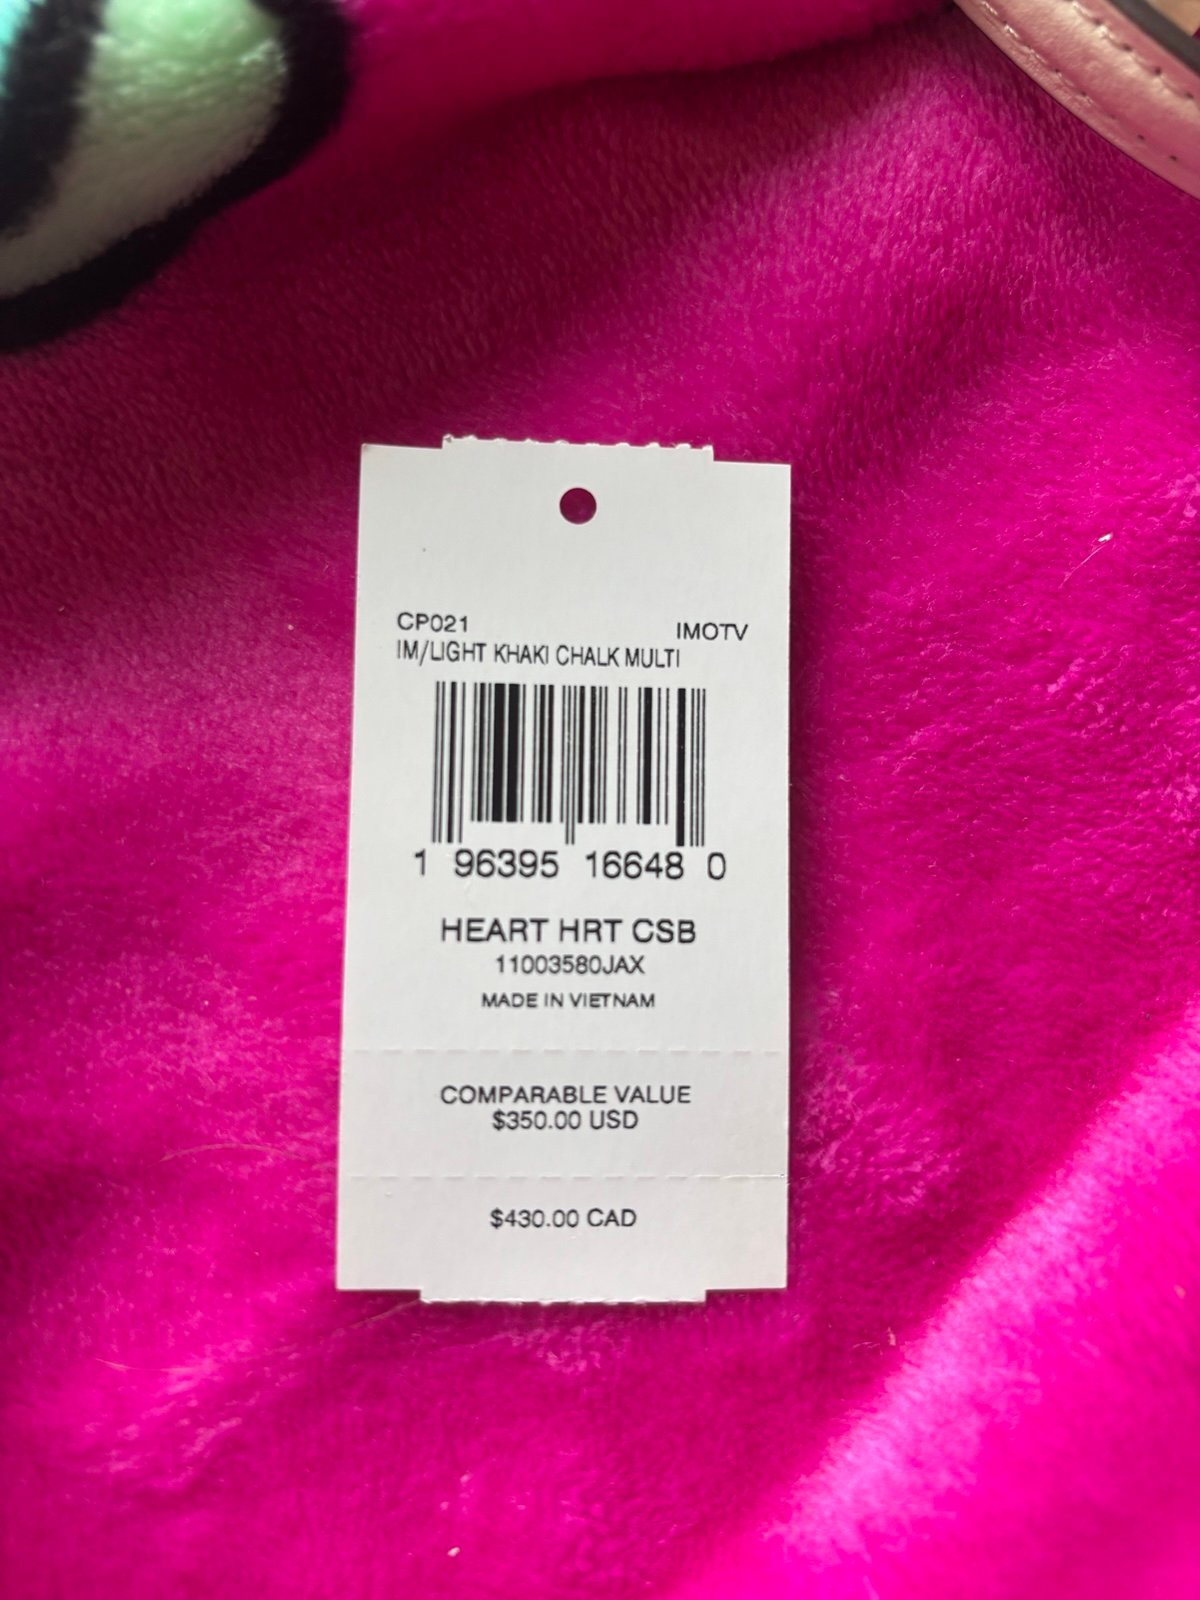 CP021 IMOTV
IM/LIGHT KHAKI CHALK MULTI
1 96395 16648 0
HEART HRT CSB
11003580JAX
MADE IN VIETNAM
COMPARABLE VALUE
$350.00 USD
$430.00 CAD